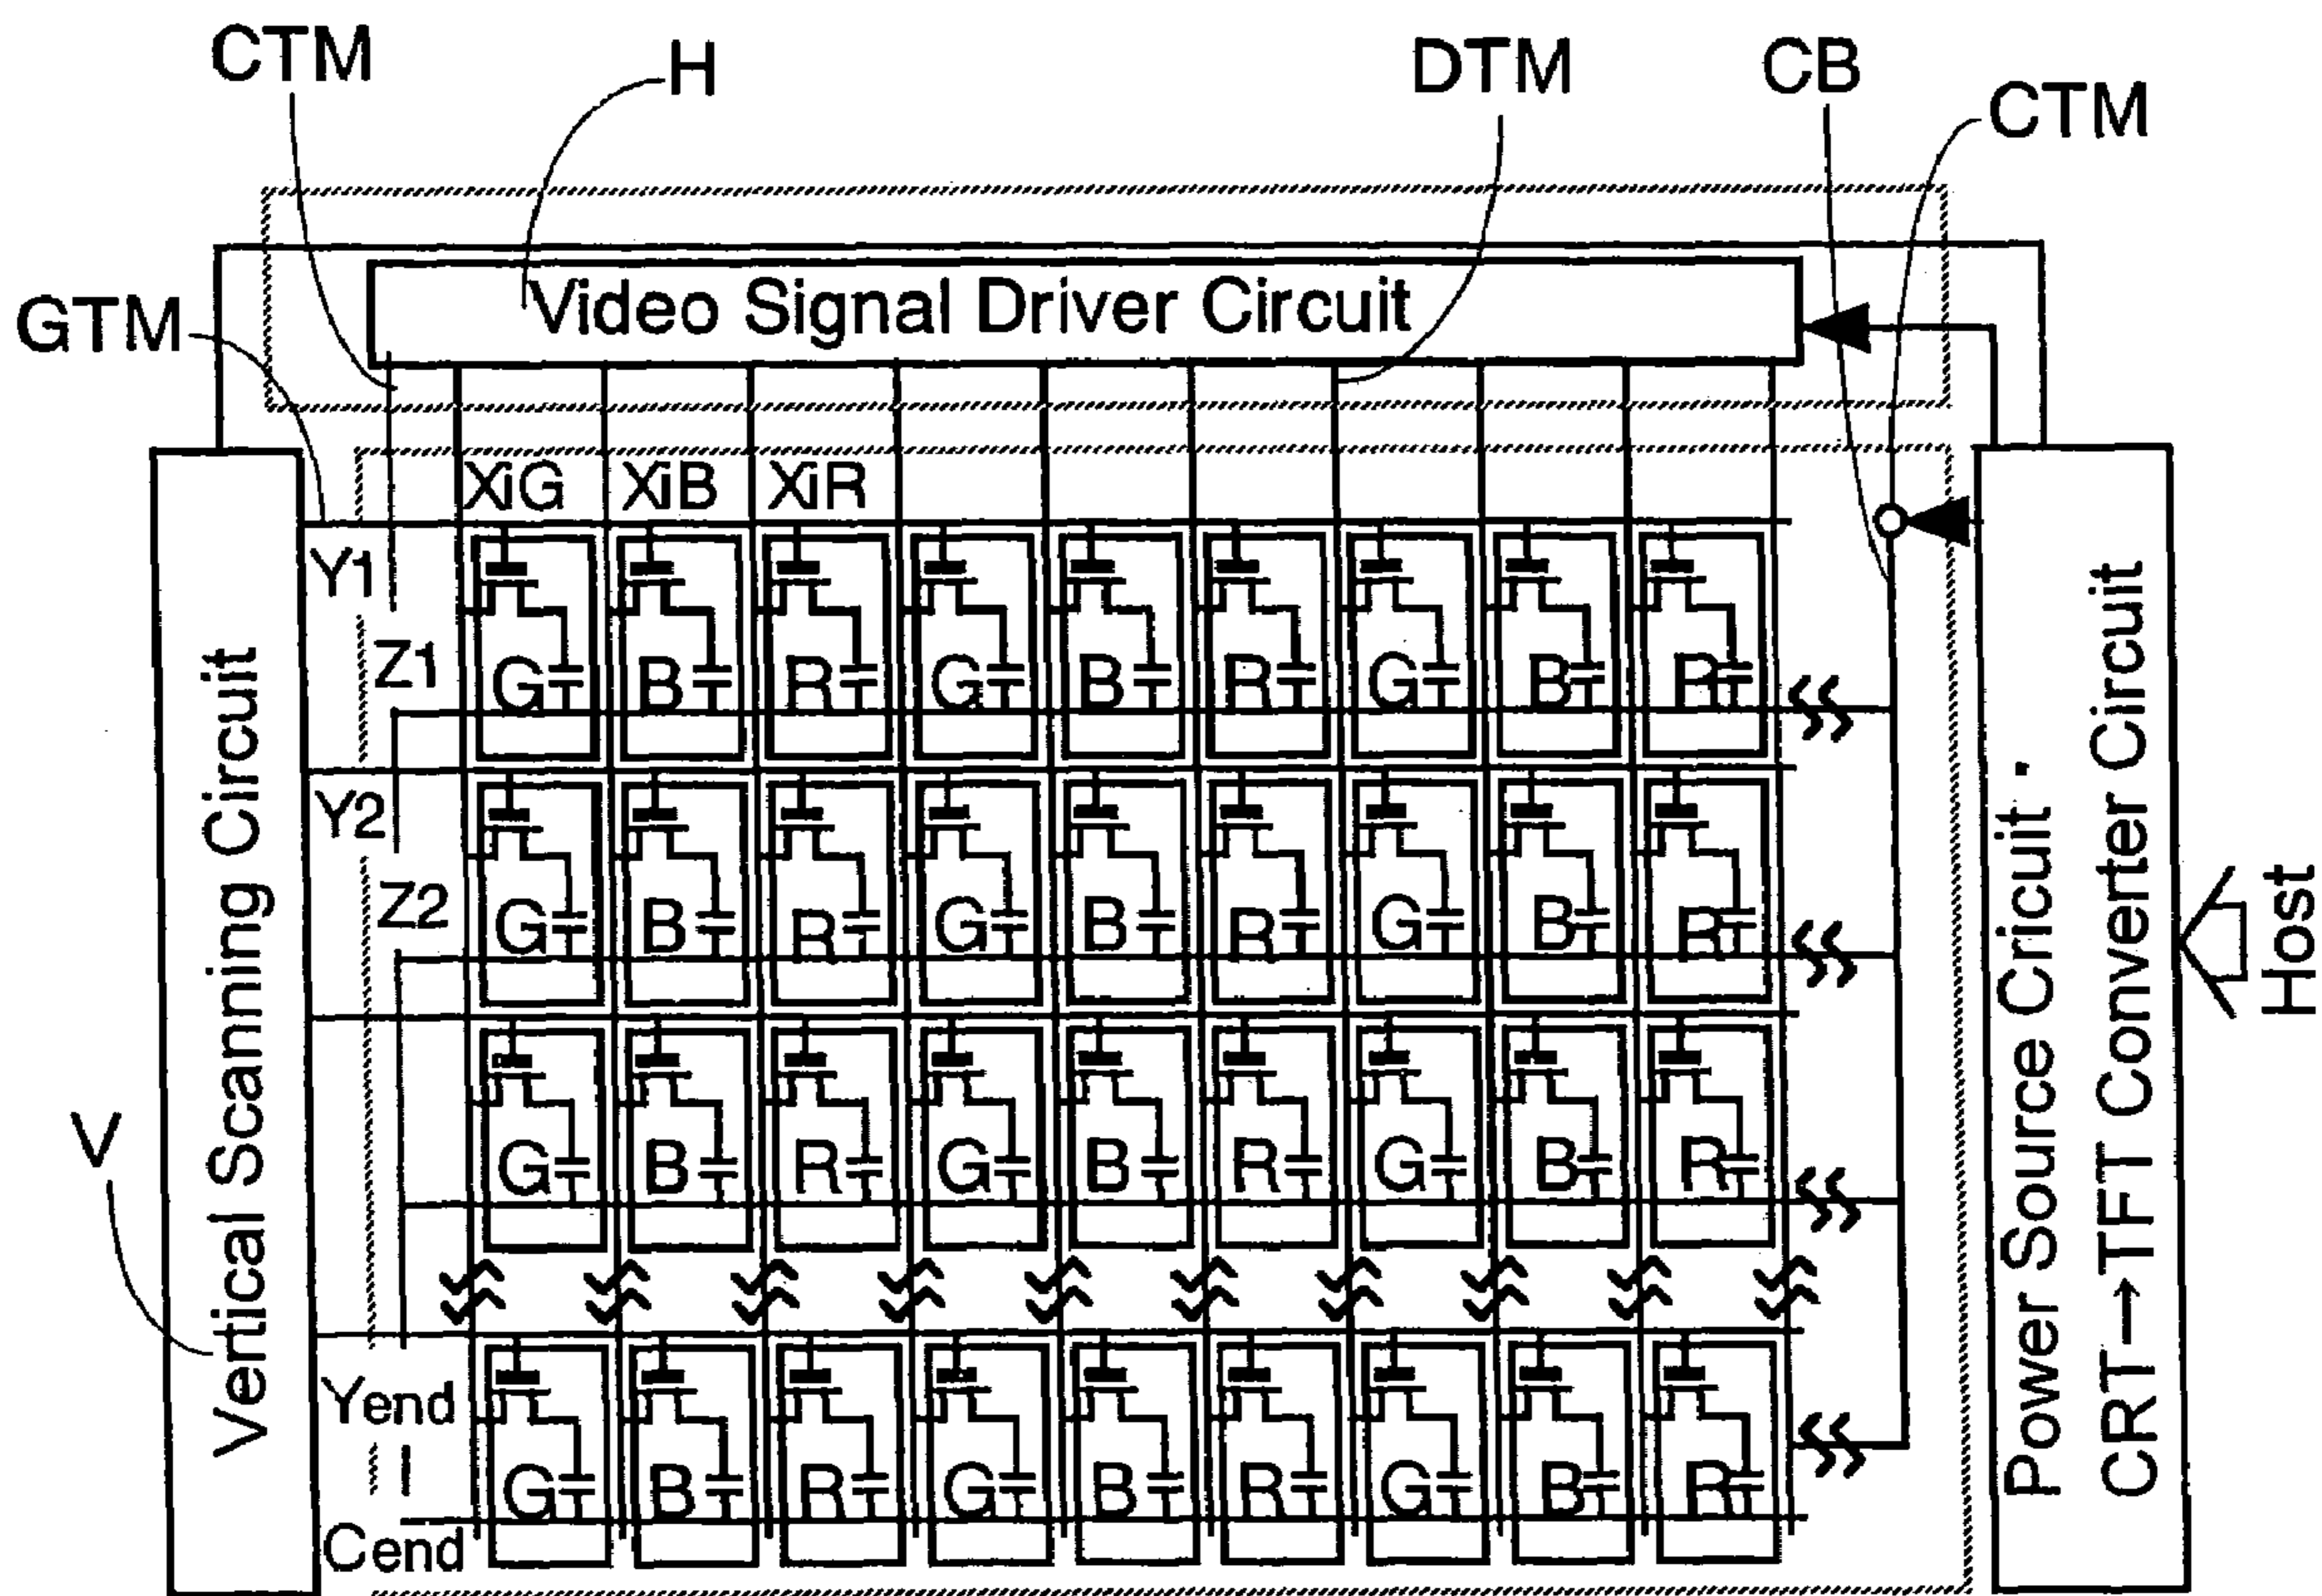 CTM
H
DTM
CB
CTM
GTM
Video Signal Driver Circuit
XiG XiB XiR
Y1
Z1
G B R G B R G B R
Y2
Z2
G B R G B R G B R
G B R G B R G B R
Yend
G B R G B R G B R
Cend
V
Vertical Scanning Circuit
Power Source Cricuit ·
CRT→TFT Converter Circuit
Host